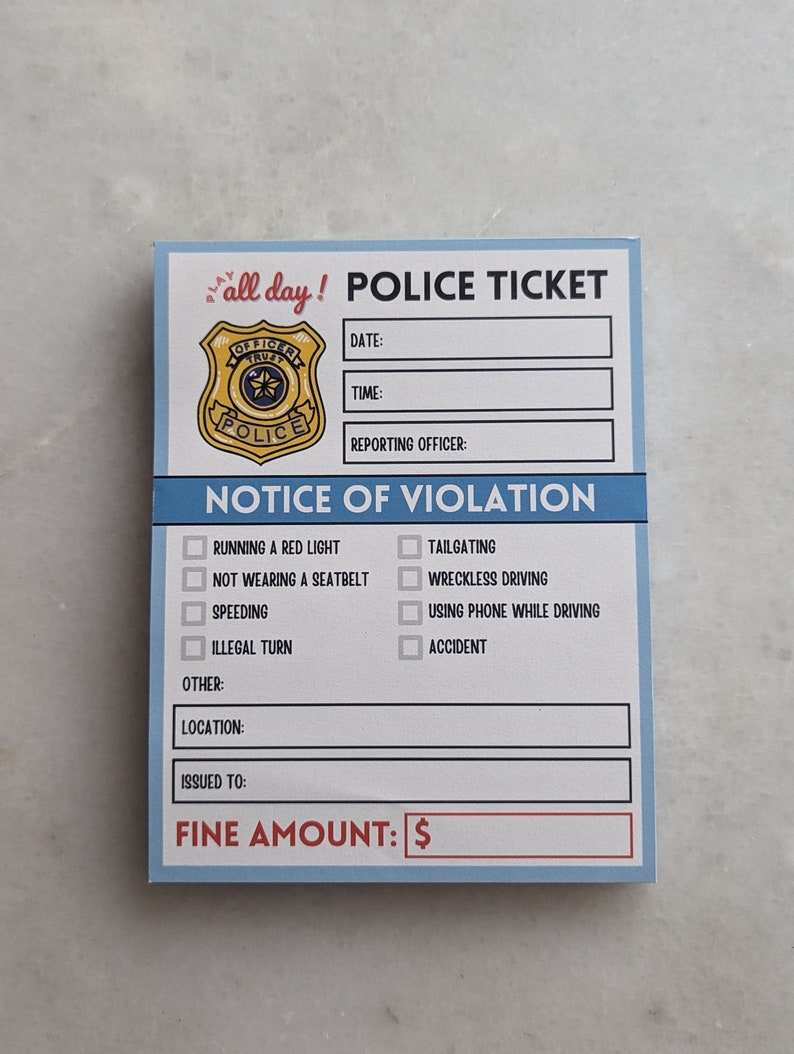 PLAY all day!
POLICE TICKET
OFFICER
TRUST
POLICE
DATE:
TIME:
REPORTING OFFICER:
NOTICE OF VIOLATION
RUNNING A RED LIGHT
TAILGATING
NOT WEARING A SEATBELT
WRECKLESS DRIVING
SPEEDING
USING PHONE WHILE DRIVING
ILLEGAL TURN
ACCIDENT
OTHER:
LOCATION:
ISSUED TO:
FINE AMOUNT: $